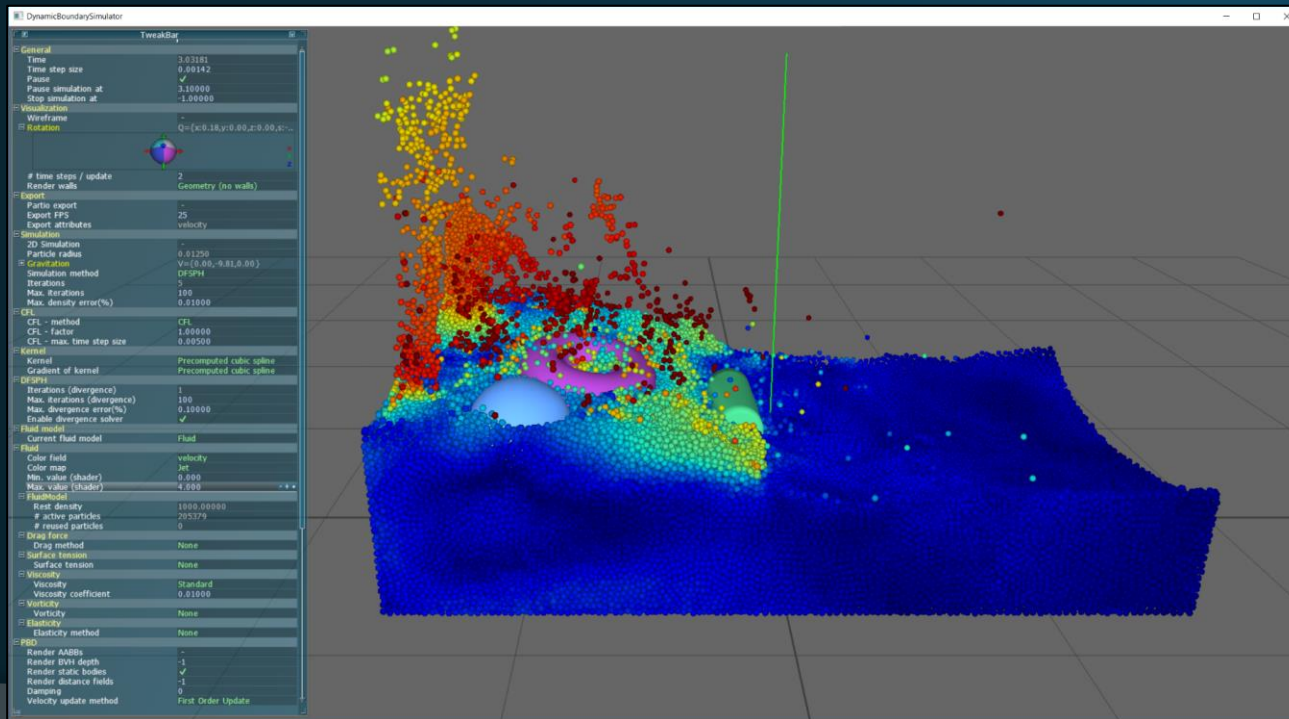 DynamicBoundarySimulator
TweakBar
General
Time 3.03181
Time step size 0.00142
Pause ✓
Pause simulation at 3.10000
Stop simulation at -1.00000
Visualization
Wireframe -
Rotation Q={x:0.18,y:0.00,z:0.00,s:-..
# time steps / update 2
Render walls Geometry (no walls)
Export
Partio export -
Export FPS 25
Export attributes velocity
Simulation
2D Simulation -
Particle radius 0.01250
Gravitation V={0.00,-9.81,0.00}
Simulation method DFSPH
Iterations 5
Max. iterations 100
Max. density error(%) 0.01000
CFL
CFL - method CFL
CFL - factor 1.00000
CFL - max. time step size 0.00500
Kernel
Kernel Precomputed cubic spline
Gradient of kernel Precomputed cubic spline
DFSPH
Iterations (divergence) 1
Max. iterations (divergence) 100
Max. divergence error(%) 0.10000
Enable divergence solver ✓
Fluid model
Current fluid model Fluid
Fluid
Color field velocity
Color map Jet
Min. value (shader) 0.000
Max. value (shader) 4.000
FluidModel
Rest density 1000.00000
# active particles 205379
# reused particles 0
Drag force
Drag method None
Surface tension
Surface tension None
Viscosity
Viscosity Standard
Viscosity coefficient 0.01000
Vorticity
Vorticity None
Elasticity
Elasticity method None
PBD
Render AABBs -
Render BVH depth -1
Render static bodies ✓
Render distance fields -1
Damping 0
Velocity update method First Order Update